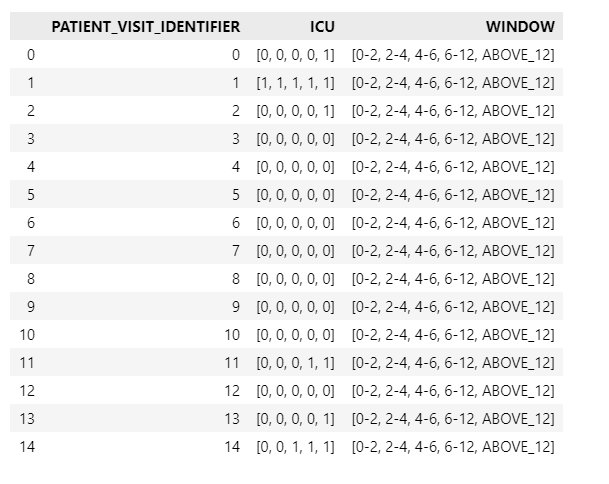 PATIENT_VISIT_IDENTIFIER ICU WINDOW
0 0 [0, 0, 0, 0, 1] [0-2, 2-4, 4-6, 6-12, ABOVE_12]
1 1 [1, 1, 1, 1, 1] [0-2, 2-4, 4-6, 6-12, ABOVE_12]
2 2 [0, 0, 0, 0, 1] [0-2, 2-4, 4-6, 6-12, ABOVE_12]
3 3 [0, 0, 0, 0, 0] [0-2, 2-4, 4-6, 6-12, ABOVE_12]
4 4 [0, 0, 0, 0, 0] [0-2, 2-4, 4-6, 6-12, ABOVE_12]
5 5 [0, 0, 0, 0, 0] [0-2, 2-4, 4-6, 6-12, ABOVE_12]
6 6 [0, 0, 0, 0, 0] [0-2, 2-4, 4-6, 6-12, ABOVE_12]
7 7 [0, 0, 0, 0, 0] [0-2, 2-4, 4-6, 6-12, ABOVE_12]
8 8 [0, 0, 0, 0, 0] [0-2, 2-4, 4-6, 6-12, ABOVE_12]
9 9 [0, 0, 0, 0, 0] [0-2, 2-4, 4-6, 6-12, ABOVE_12]
10 10 [0, 0, 0, 0, 0] [0-2, 2-4, 4-6, 6-12, ABOVE_12]
11 11 [0, 0, 0, 1, 1] [0-2, 2-4, 4-6, 6-12, ABOVE_12]
12 12 [0, 0, 0, 0, 0] [0-2, 2-4, 4-6, 6-12, ABOVE_12]
13 13 [0, 0, 0, 0, 1] [0-2, 2-4, 4-6, 6-12, ABOVE_12]
14 14 [0, 0, 1, 1, 1] [0-2, 2-4, 4-6, 6-12, ABOVE_12]